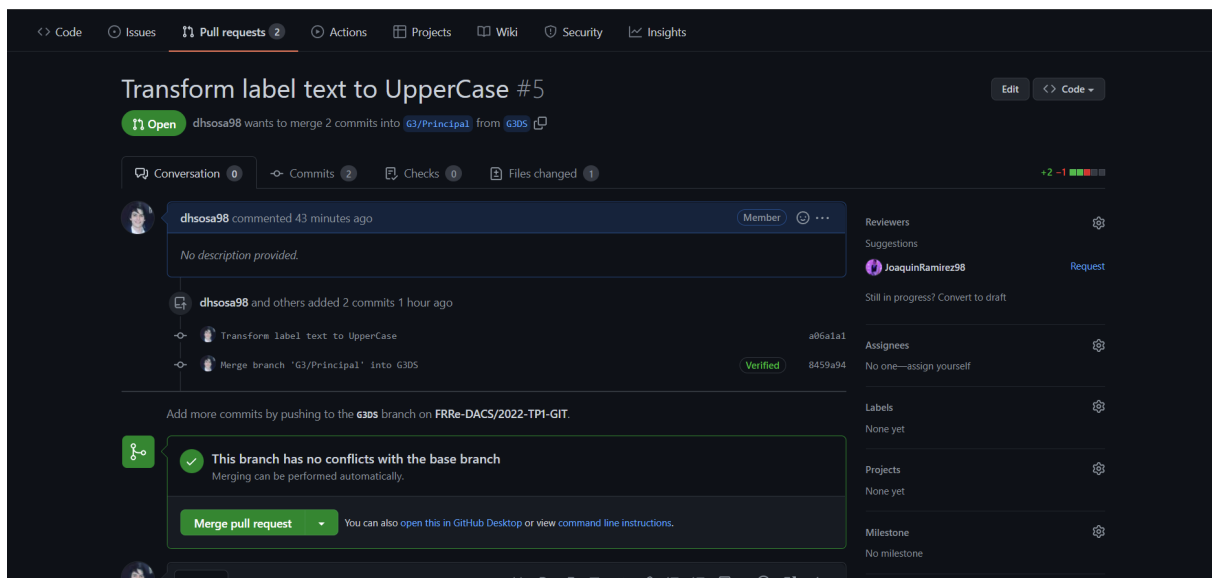 Code Issues Pull requests 2 Actions Projects Wiki Security Insights
Transform label text to UpperCase #5
Edit <> Code
Open dhsosa98 wants to merge 2 commits into G3/Principal from G3DS
Conversation 0 Commits 2 Checks 0 Files changed 1
+2 −1
dhsosa98 commented 43 minutes ago Member
No description provided.
dhsosa98 and others added 2 commits 1 hour ago
Transform label text to UpperCase a06a1a1
Merge branch 'G3/Principal' into G3DS Verified 8459a94
Add more commits by pushing to the G3DS branch on FRRe-DACS/2022-TP1-GIT.
This branch has no conflicts with the base branch
Merging can be performed automatically.
Merge pull request You can also open this in GitHub Desktop or view command line instructions.
Reviewers
Suggestions
JoaquinRamirez98 Request
Still in progress? Convert to draft
Assignees
No one—assign yourself
Labels
None yet
Projects
None yet
Milestone
No milestone